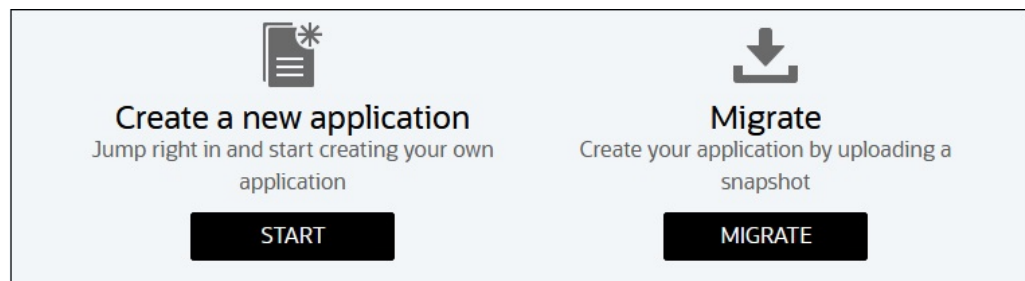 Create a new application
Jump right in and start creating your own
application
START
Migrate
Create your application by uploading a
snapshot
MIGRATE